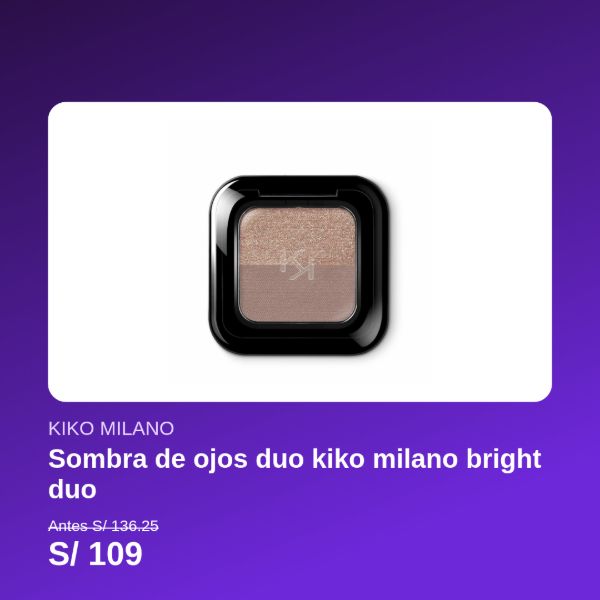 KIKO MILANO
Sombra de ojos duo kiko milano bright
duo
Antes S/ 136.25
S/ 109